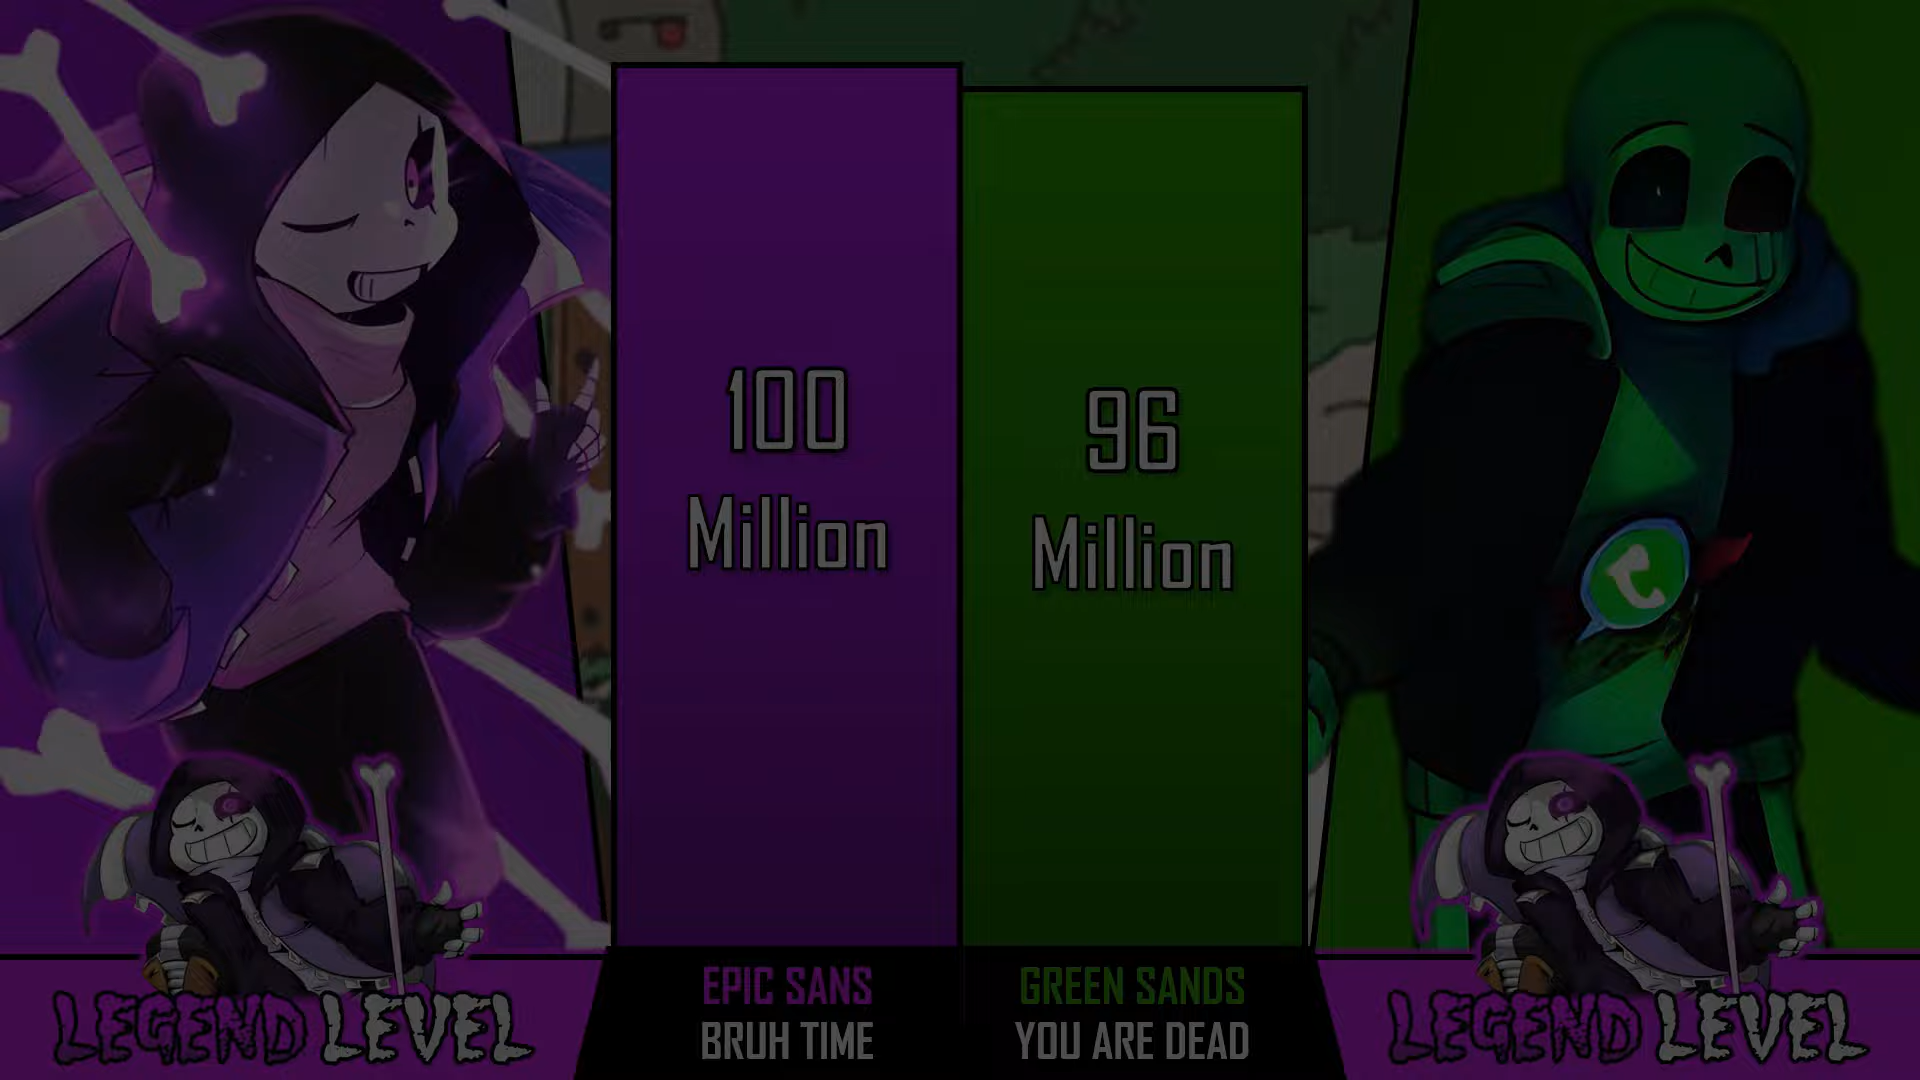 100
Million
96
Million
EPIC SANS
BRUH TIME
GREEN SANDS
YOU ARE DEAD
LEGEND LEVEL
LEGEND LEVEL